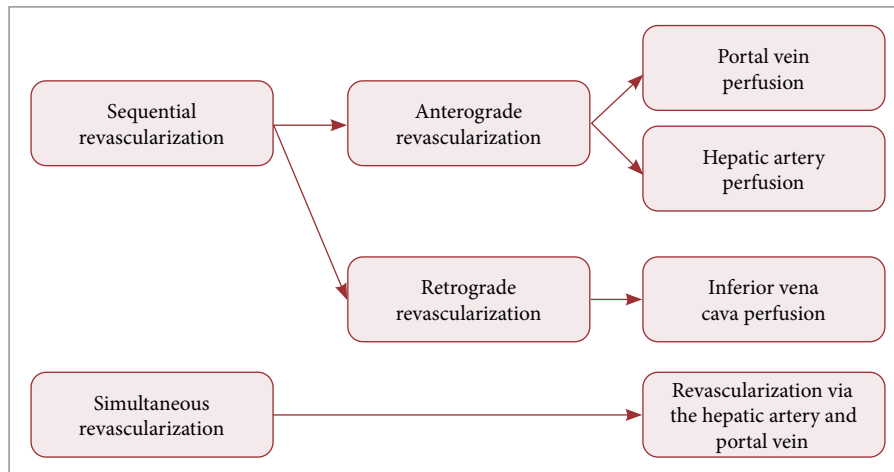 Sequential
revascularization
Anterograde
revascularization
Portal vein
perfusion
Hepatic artery
perfusion
Retrograde
revascularization
Inferior vena
cava perfusion
Simultaneous
revascularization
Revascularization via
the hepatic artery and
portal vein